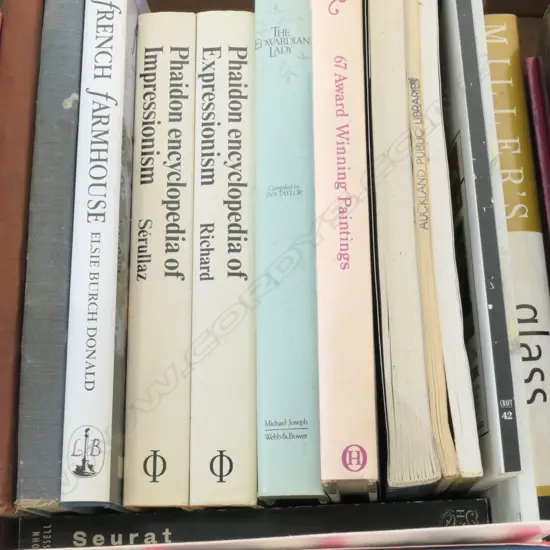 FRENCH FARMHOUSE ELSIE BURCH DONALD
L B
Phaidon encyclopedia of
Impressionism Sérullaz
Φ
Phaidon encyclopedia of
Expressionism Richard
Φ
THE
EDWARDIAN
LADY
Compiled by
INA TAYLOR
Michael Joseph
Webb & Bower
67 Award Winning Paintings
H
AUCKLAND PUBLIC LIBRARIES
CRAFT
42
MILLER'S
glass
Seurat